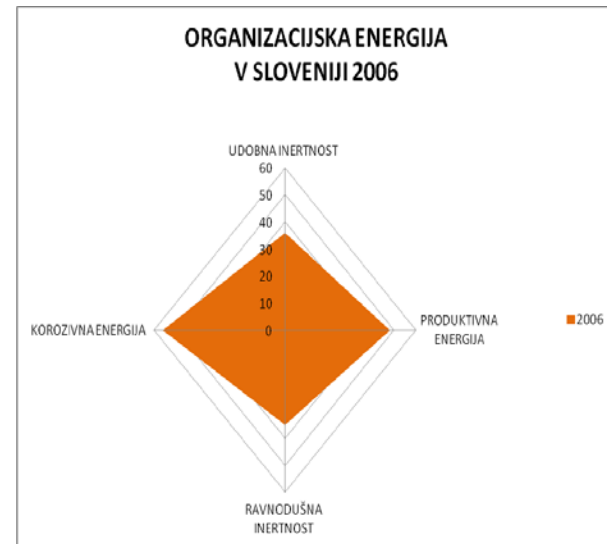 ORGANIZACIJSKA ENERGIJA
V SLOVENIJI 2006
UDOBNA INERTNOST
60
50
40
30
20
10
0
KOROZIVNA ENERGIJA
PRODUKTIVNA
ENERGIJA
2006
RAVNODUŠNA
INERTNOST